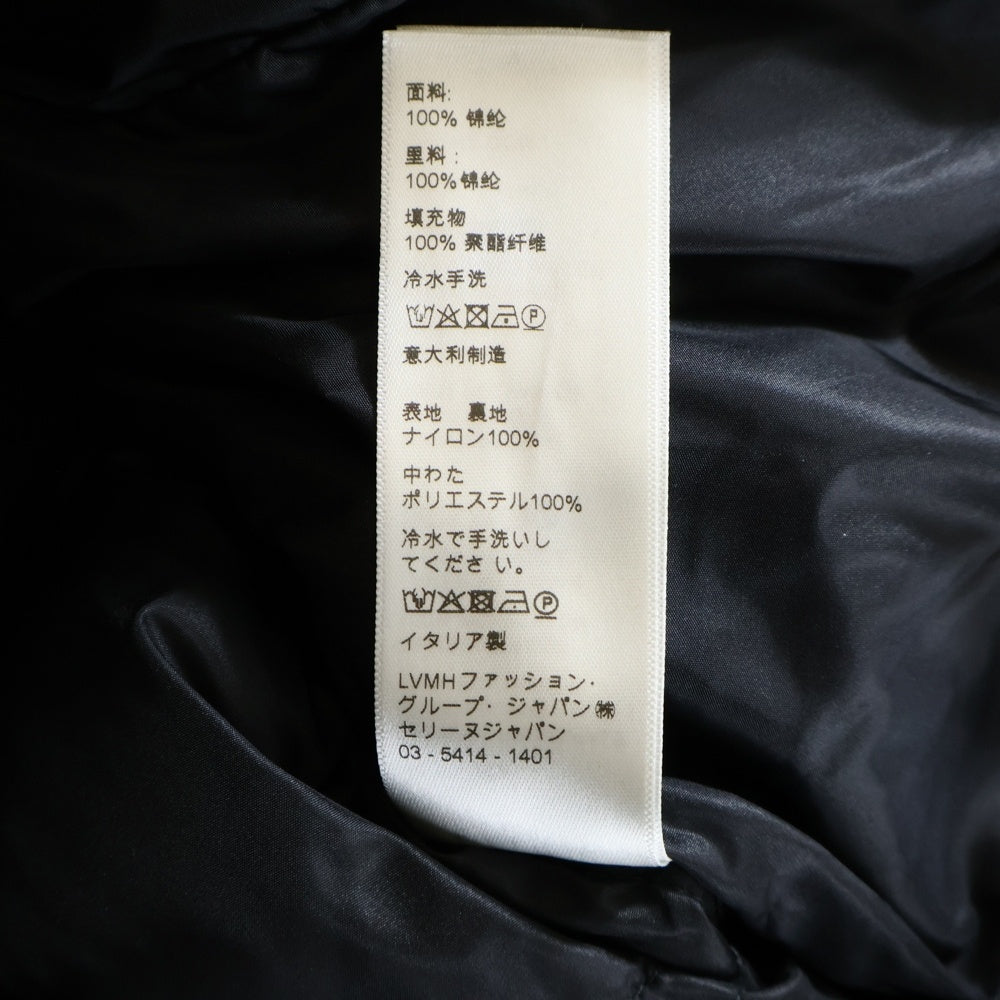 面料:
100% 锦纶
里料：
100%锦纶
填充物
100% 聚酯纤维
冷水手洗
P
意大利制造
表地　裏地
ナイロン100%
中わた
ポリエステル100%
冷水で手洗いし
てくださ い。
P
イタリア製
LVMHファッション・
グループ・ジャパン㈱
セリーヌジャパン
03 - 5414 - 1401